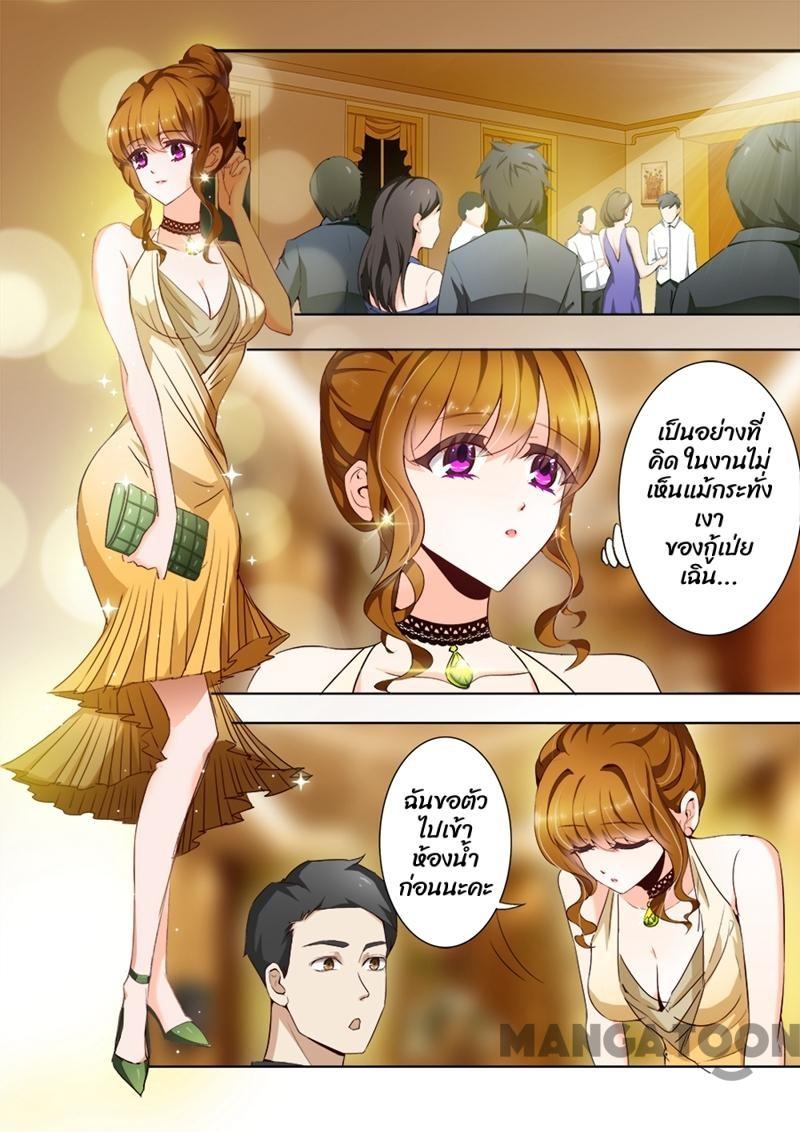 เป็นอย่างที่
คิด ในงานไม่
เห็นแม้กระทั่ง
เงา
ของกู้เป่ย
เฉิน...
ฉันขอตัว
ไปเข้า
ห้องน้ำ
ก่อนนะคะ
MANGATOON